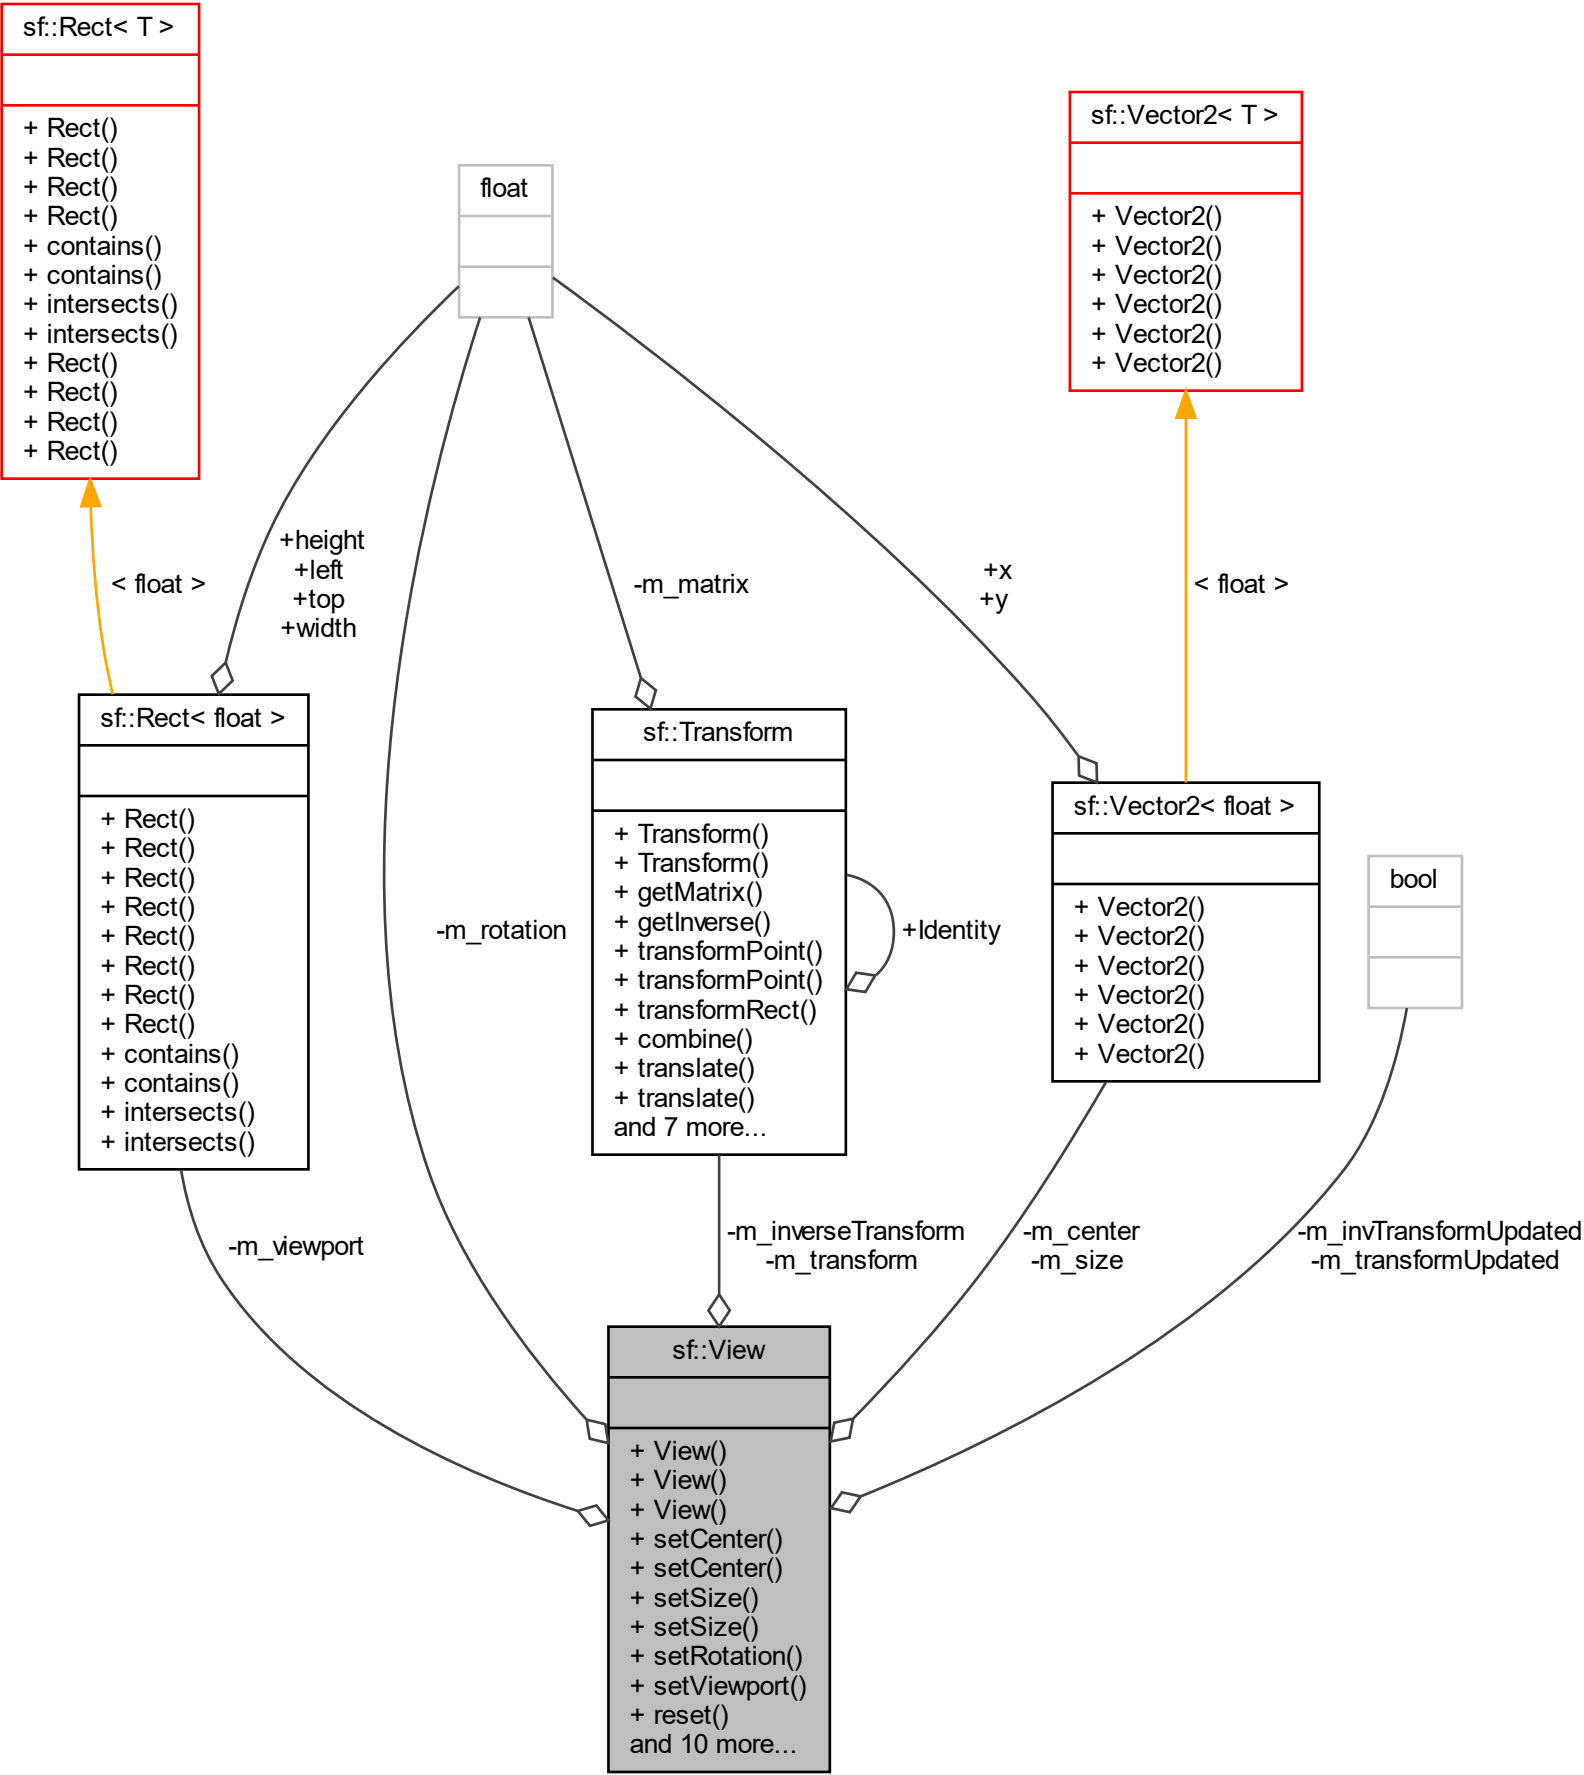 sf::Rect< T >
+ Rect()
+ Rect()
+ Rect()
+ Rect()
+ contains()
+ contains()
+ intersects()
+ intersects()
+ Rect()
+ Rect()
+ Rect()
+ Rect()
float
sf::Vector2< T >
+ Vector2()
+ Vector2()
+ Vector2()
+ Vector2()
+ Vector2()
+ Vector2()
< float >
+height
+left
+top
+width
-m_matrix
+x
+y
< float >
sf::Rect< float >
+ Rect()
+ Rect()
+ Rect()
+ Rect()
+ Rect()
+ Rect()
+ Rect()
+ Rect()
+ contains()
+ contains()
+ intersects()
+ intersects()
-m_rotation
sf::Transform
+ Transform()
+ Transform()
+ getMatrix()
+ getInverse()
+ transformPoint()
+ transformPoint()
+ transformRect()
+ combine()
+ translate()
+ translate()
and 7 more...
+Identity
sf::Vector2< float >
+ Vector2()
+ Vector2()
+ Vector2()
+ Vector2()
+ Vector2()
+ Vector2()
bool
-m_viewport
-m_inverseTransform
-m_transform
-m_center
-m_size
-m_invTransformUpdated
-m_transformUpdated
sf::View
+ View()
+ View()
+ View()
+ setCenter()
+ setCenter()
+ setSize()
+ setSize()
+ setRotation()
+ setViewport()
+ reset()
and 10 more...